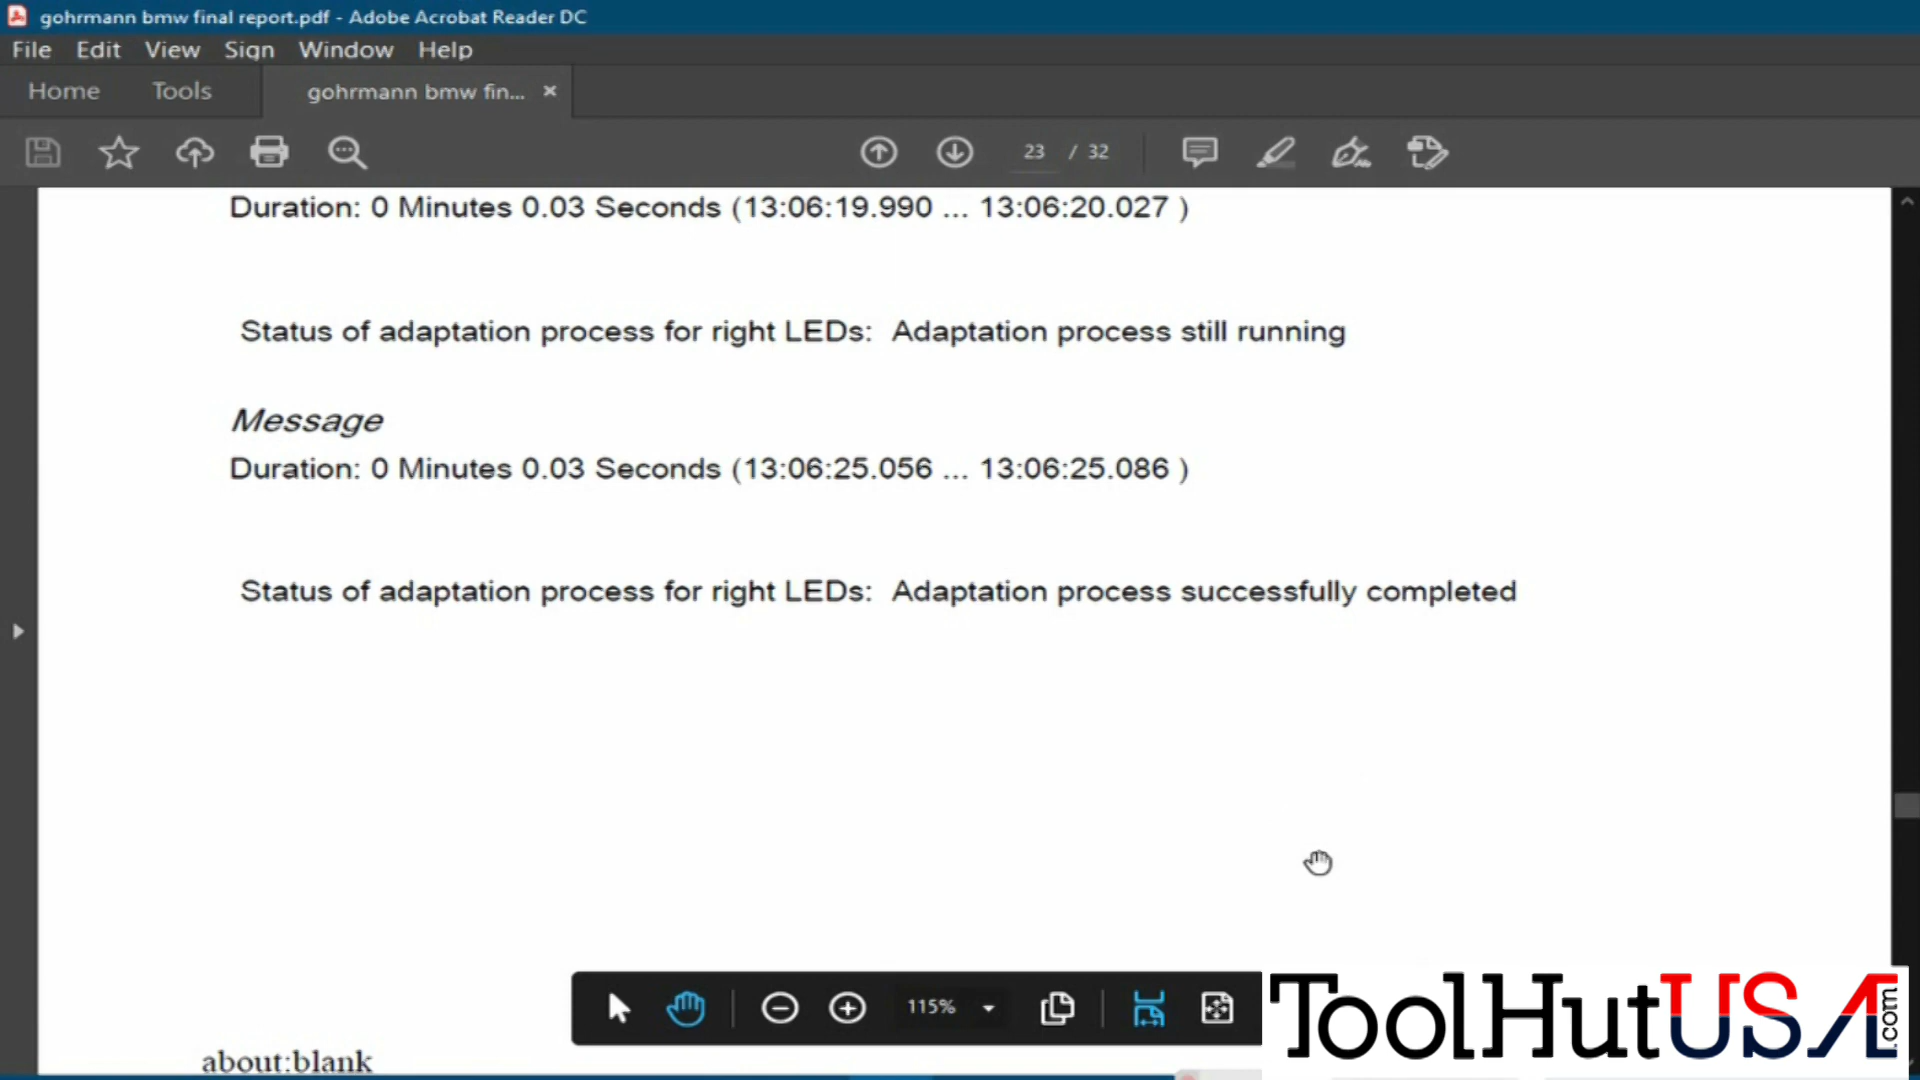 gohrmann bmw final report.pdf - Adobe Acrobat Reader DC
File Edit View Sign Window Help
Home Tools gohrmann bmw fin... ×
23 / 32
Duration: 0 Minutes 0.03 Seconds (13:06:19.990 ... 13:06:20.027 )
Status of adaptation process for right LEDs: Adaptation process still running
Message
Duration: 0 Minutes 0.03 Seconds (13:06:25.056 ... 13:06:25.086 )
Status of adaptation process for right LEDs: Adaptation process successfully completed
115%
ToolHutUSA.com
about:blank